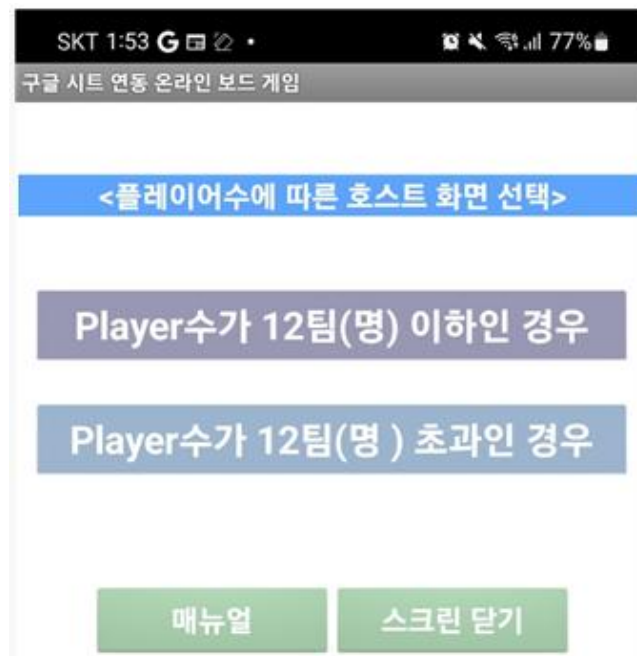 SKT 1:53 G 77%
구글 시트 연동 온라인 보드 게임
<플레이어수에 따른 호스트 화면 선택>
Player수가 12팀(명) 이하인 경우
Player수가 12팀(명 ) 초과인 경우
매뉴얼 스크린 닫기